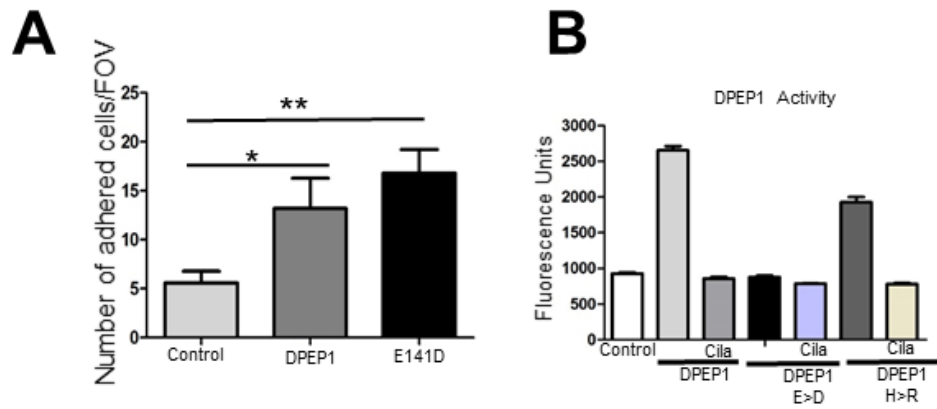 A
Number of adhered cells/FOV
25
20
15
10
5
0
**
*
Control
DPEP1
E141D
B
DPEP1 Activity
Fluorescence Units
3000
2500
2000
1500
1000
500
0
Control
Cila
Cila
Cila
DPEP1
DPEP1
E>D
DPEP1
H>R